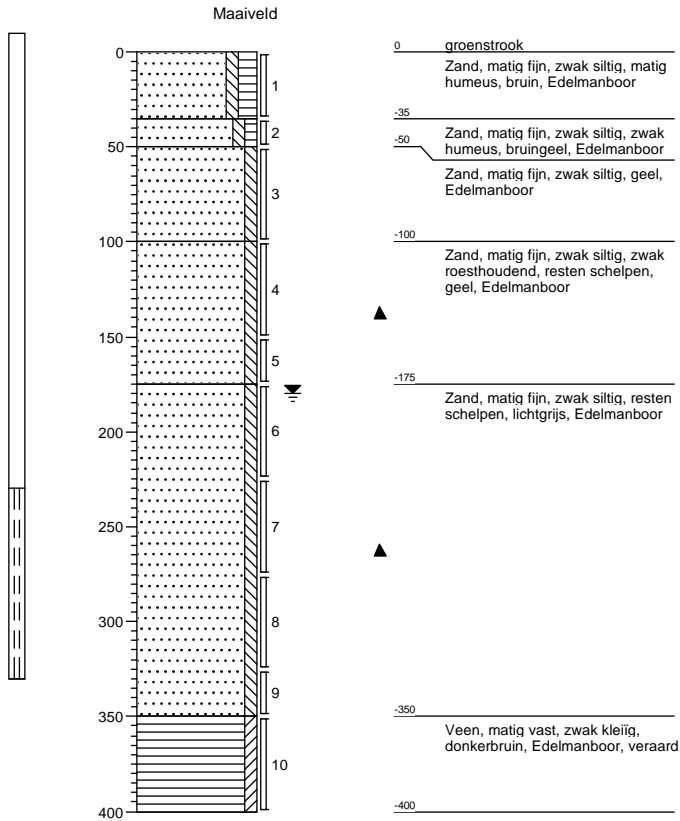 Maaiveld
0
50
100
150
200
250
300
350
400
1
2
3
4
5
6
7
8
9
10
0 groenstrook
Zand, matig fijn, zwak siltig, matig
humeus, bruin, Edelmanboor
-35
Zand, matig fijn, zwak siltig, zwak
humeus, bruingeel, Edelmanboor
-50
Zand, matig fijn, zwak siltig, geel,
Edelmanboor
-100
Zand, matig fijn, zwak siltig, zwak
roesthoudend, resten schelpen,
geel, Edelmanboor
-175
Zand, matig fijn, zwak siltig, resten
schelpen, lichtgrijs, Edelmanboor
-350
Veen, matig vast, zwak kleiïg,
donkerbruin, Edelmanboor, veraard
-400